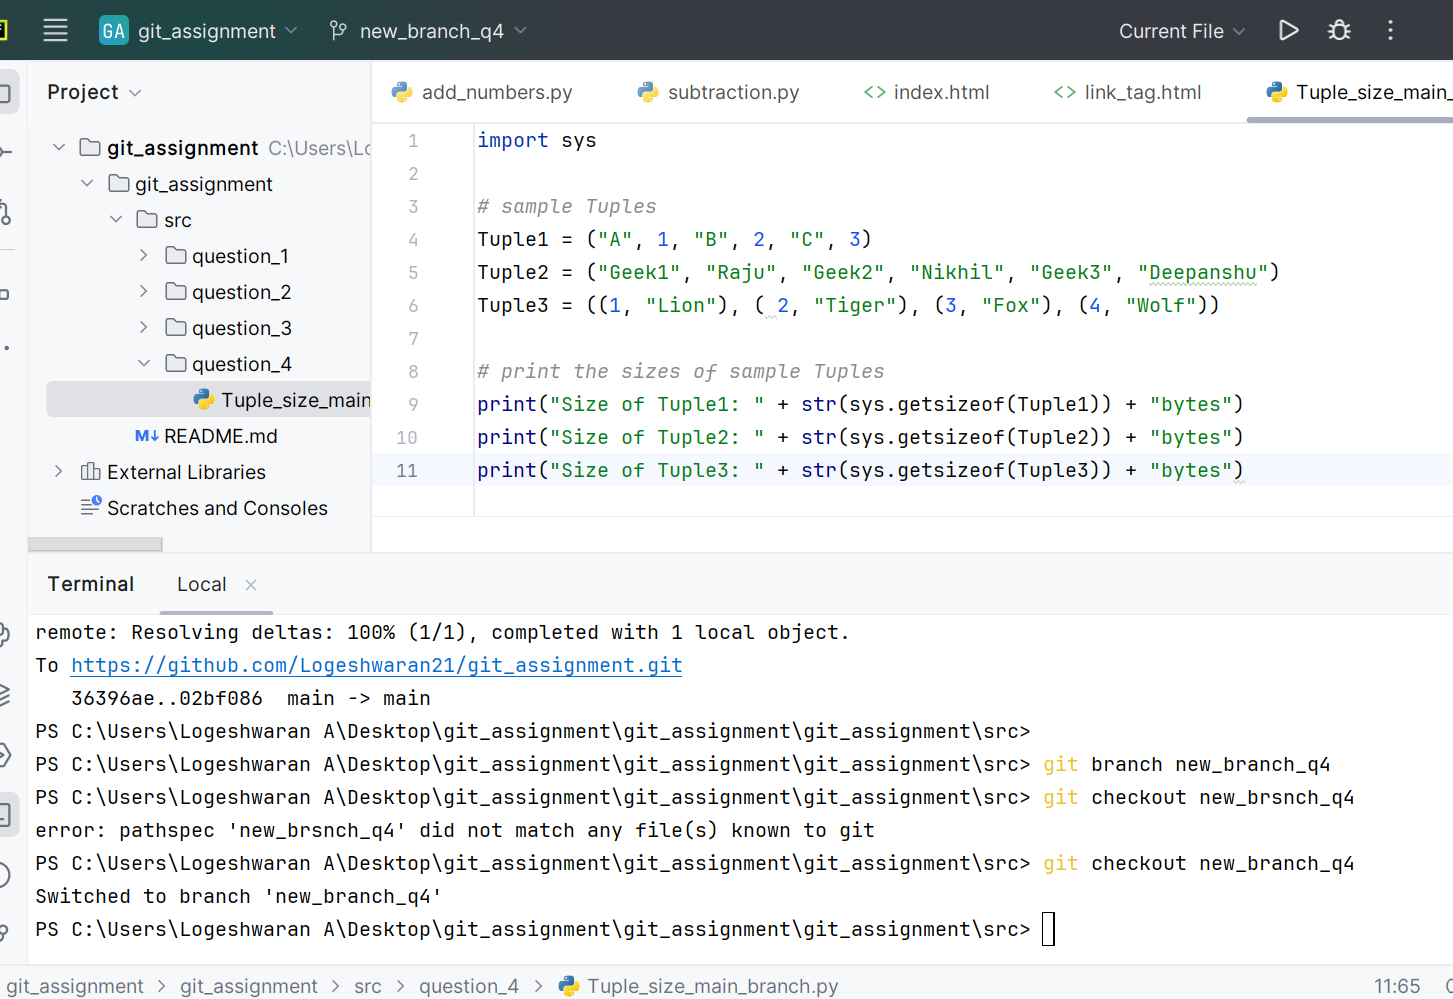 GA git_assignment new_branch_q4 Current File
Project
add_numbers.py subtraction.py <> index.html <> link_tag.html Tuple_size_main_
git_assignment C:\Users\Lo
git_assignment
src
question_1
question_2
question_3
question_4
Tuple_size_main
M↓ README.md
External Libraries
Scratches and Consoles
1 import sys
2
3 # sample Tuples
4 Tuple1 = ("A", 1, "B", 2, "C", 3)
5 Tuple2 = ("Geek1", "Raju", "Geek2", "Nikhil", "Geek3", "Deepanshu")
6 Tuple3 = ((1, "Lion"), ( 2, "Tiger"), (3, "Fox"), (4, "Wolf"))
7
8 # print the sizes of sample Tuples
9 print("Size of Tuple1: " + str(sys.getsizeof(Tuple1)) + "bytes")
10 print("Size of Tuple2: " + str(sys.getsizeof(Tuple2)) + "bytes")
11 print("Size of Tuple3: " + str(sys.getsizeof(Tuple3)) + "bytes")
Terminal Local
remote: Resolving deltas: 100% (1/1), completed with 1 local object.
To https://github.com/Logeshwaran21/git_assignment.git
36396ae..02bf086 main -> main
PS C:\Users\Logeshwaran A\Desktop\git_assignment\git_assignment\git_assignment\src>
PS C:\Users\Logeshwaran A\Desktop\git_assignment\git_assignment\git_assignment\src> git branch new_branch_q4
PS C:\Users\Logeshwaran A\Desktop\git_assignment\git_assignment\git_assignment\src> git checkout new_brsnch_q4
error: pathspec 'new_brsnch_q4' did not match any file(s) known to git
PS C:\Users\Logeshwaran A\Desktop\git_assignment\git_assignment\git_assignment\src> git checkout new_branch_q4
Switched to branch 'new_branch_q4'
PS C:\Users\Logeshwaran A\Desktop\git_assignment\git_assignment\git_assignment\src>
git_assignment > git_assignment > src > question_4 > Tuple_size_main_branch.py 11:65